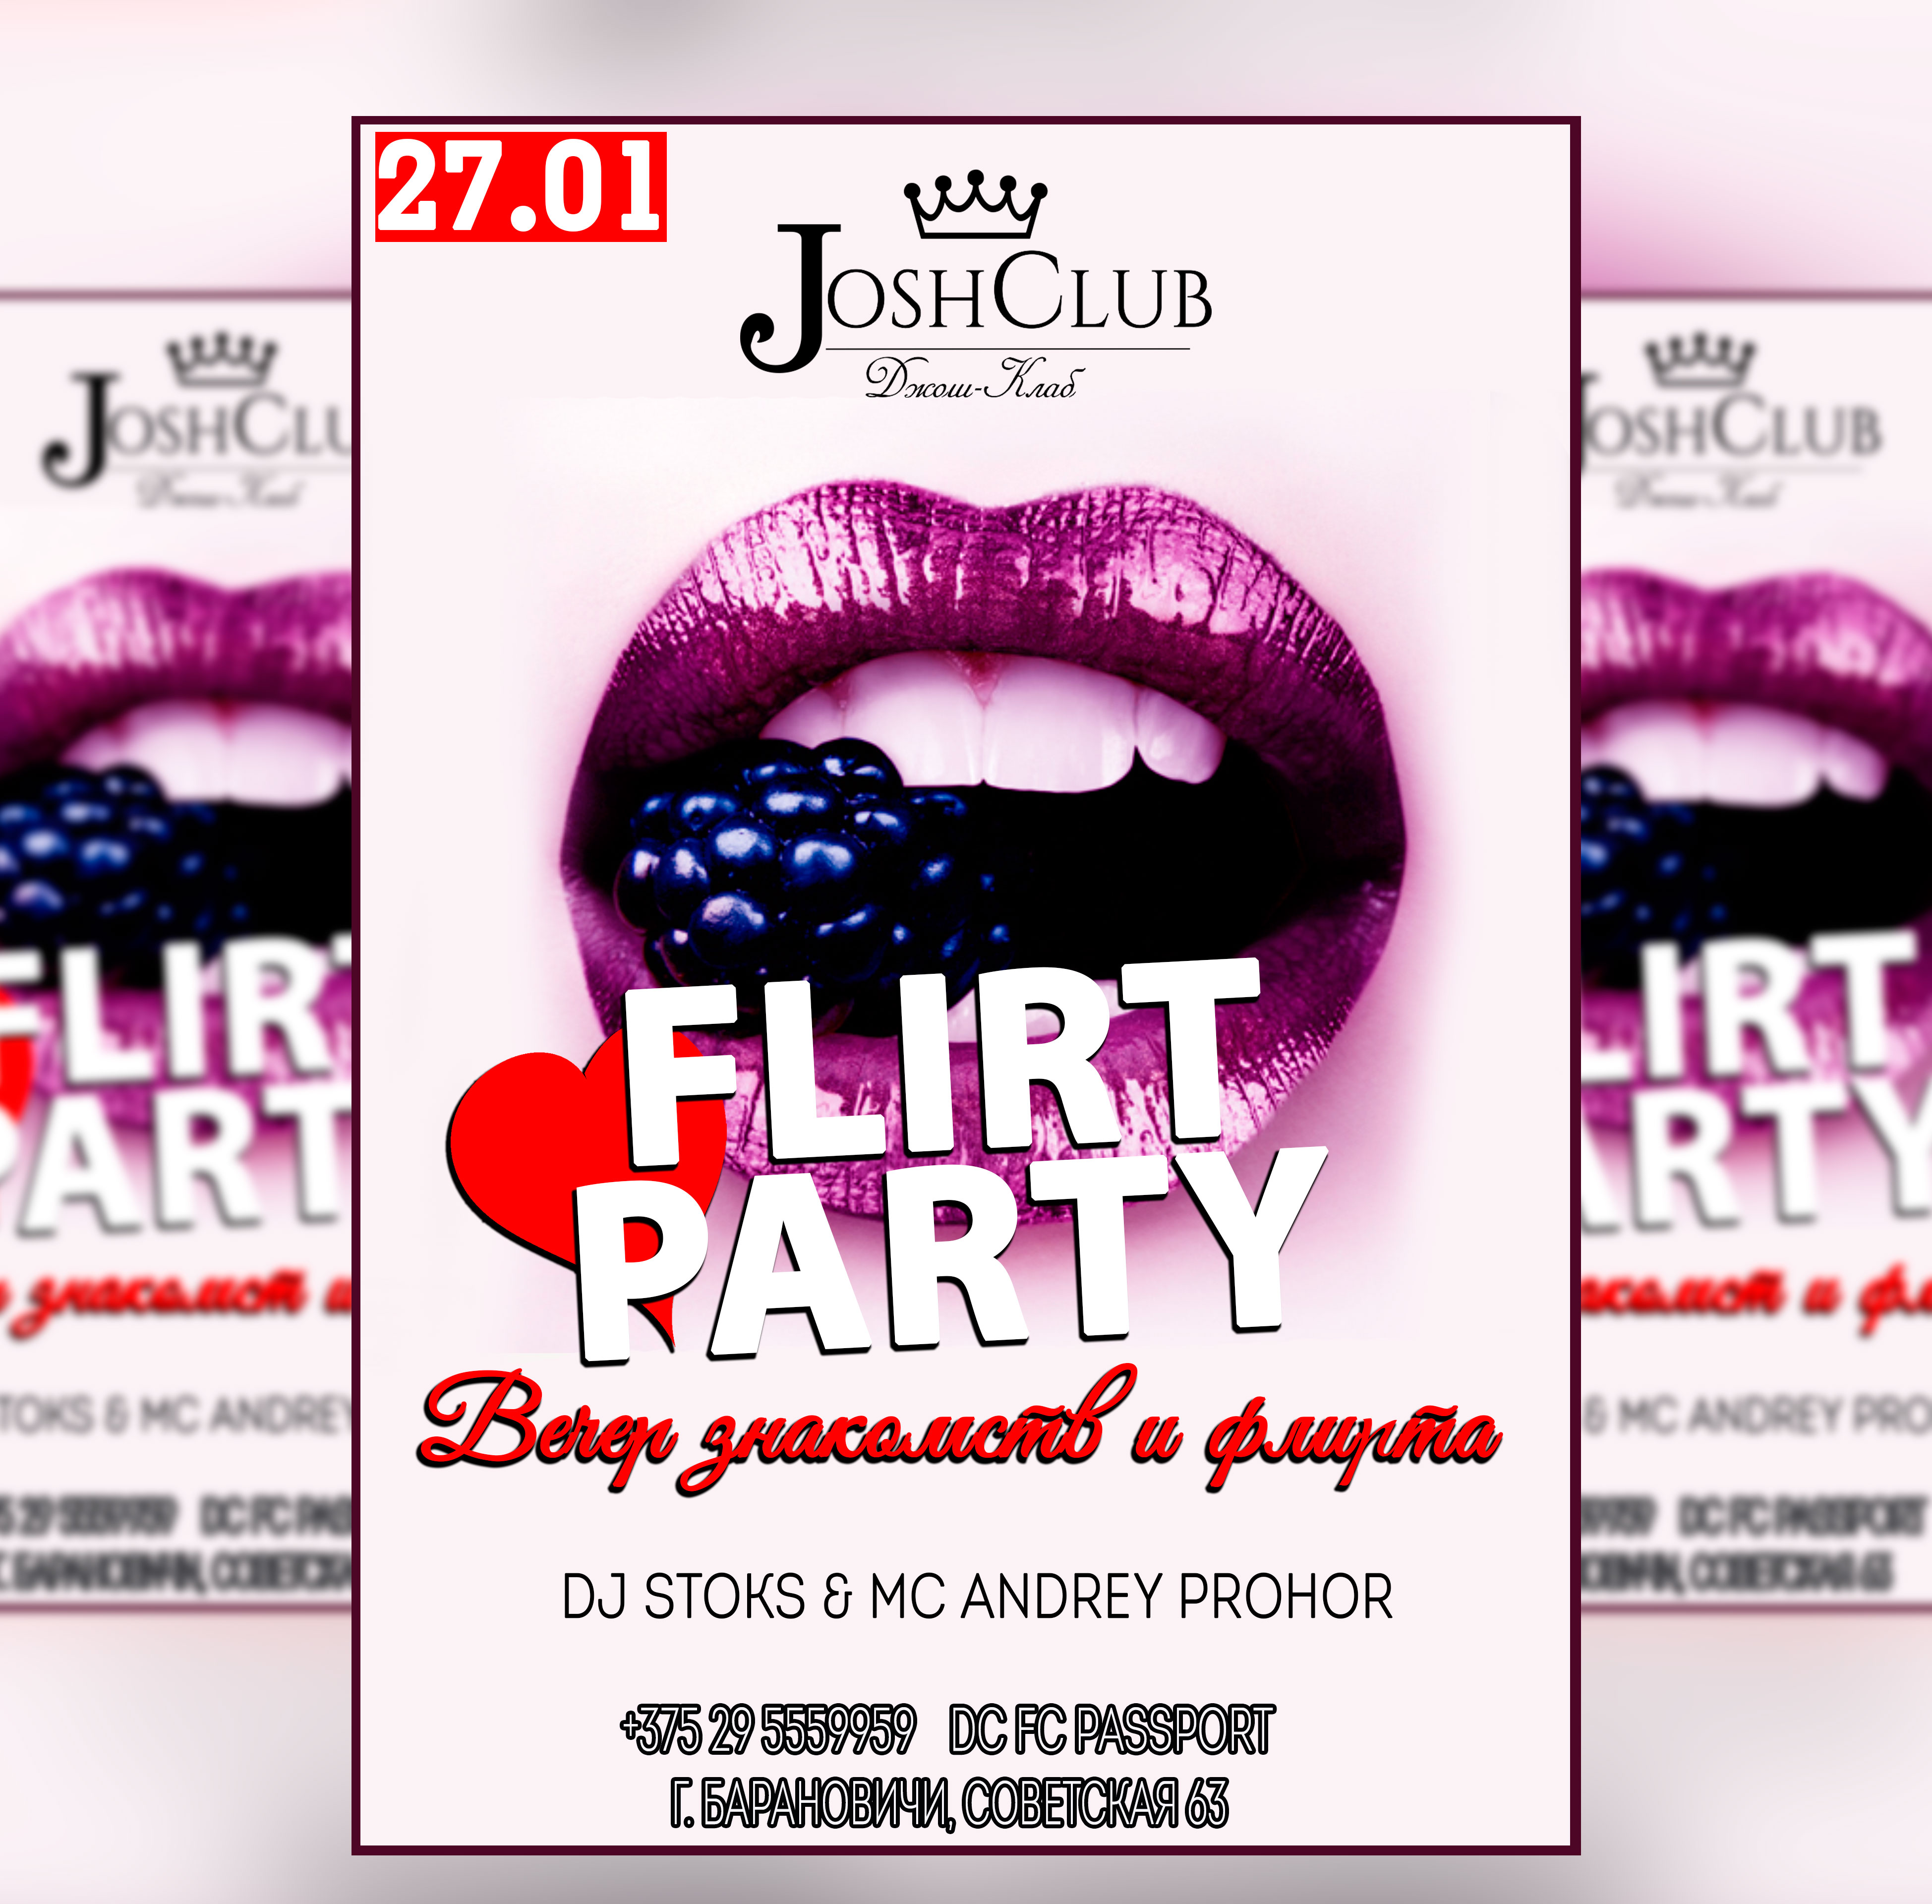 27.01
JOSHCLUB
Джош-Клаб
FLIRT
PARTY
Вечер знакомств и флирта
DJ STOKS & MC ANDREY PROHOR
+375 29 5559959 DC FC PASSPORT
Г. БАРАНОВИЧИ, СОВЕТСКАЯ 63